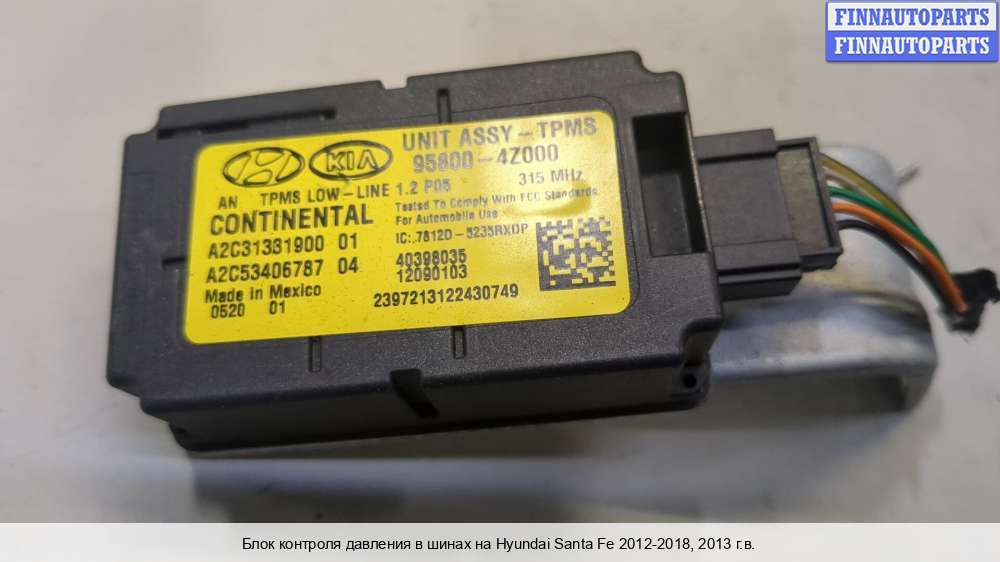 FINNAUTOPARTS
FINNAUTOPARTS
UNIT ASSY-TPMS
95800-4Z000
KIA
AN TPMS LOW-LINE 1.2 P05
315 MHz
CONTINENTAL
Tested To Comply With FCC Standards
For Automobile Use
A2C31331900 01
IC:.7812D-5235RXDP
A2C53406787 04
40398035
12090103
Made in Mexico
0520 01
2397213122430749
Блок контроля давления в шинах на Hyundai Santa Fe 2012-2018, 2013 г.в.